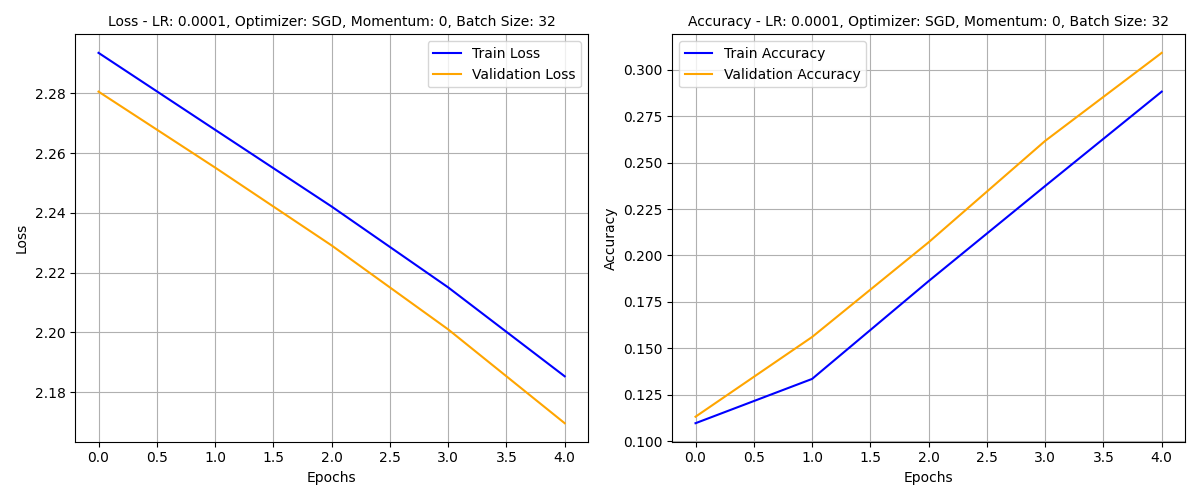 Loss - LR: 0.0001, Optimizer: SGD, Momentum: 0, Batch Size: 32
Train Loss
Validation Loss
2.28
2.26
2.24
2.22
2.20
2.18
Loss
0.0 0.5 1.0 1.5 2.0 2.5 3.0 3.5 4.0
Epochs
Accuracy - LR: 0.0001, Optimizer: SGD, Momentum: 0, Batch Size: 32
Train Accuracy
Validation Accuracy
0.300
0.275
0.250
0.225
0.200
0.175
0.150
0.125
0.100
Accuracy
0.0 0.5 1.0 1.5 2.0 2.5 3.0 3.5 4.0
Epochs